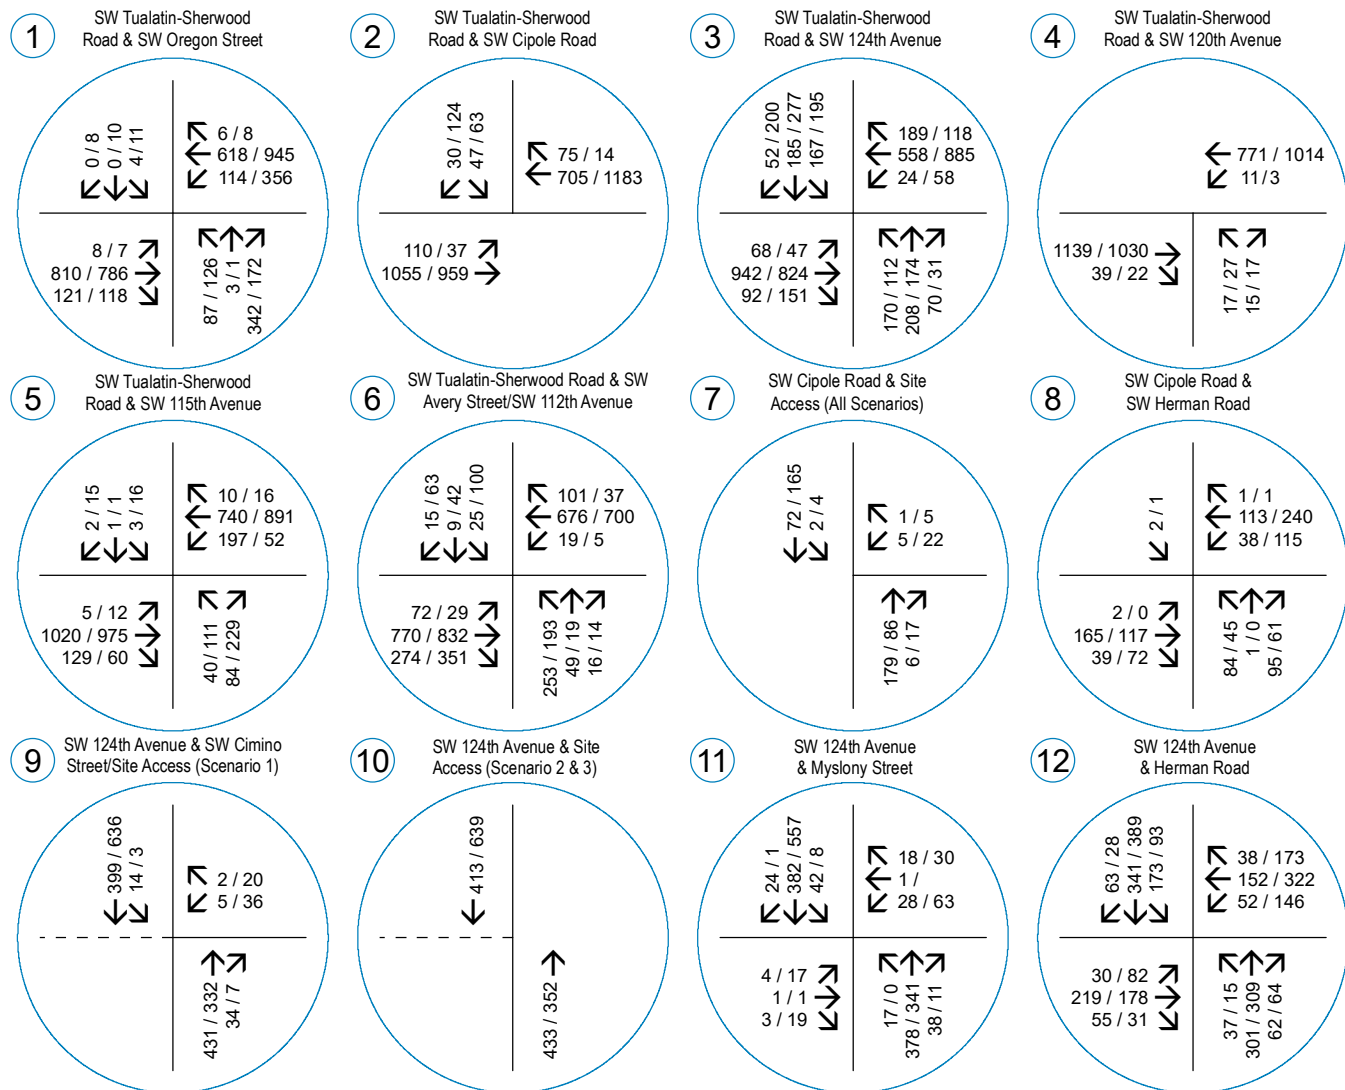 1
SW Tualatin-Sherwood
Road & SW Oregon Street
0 / 8
0 / 10
4 / 11
6 / 8
618 / 945
114 / 356
8 / 7
810 / 786
121 / 118
87 / 126
3 / 1
342 / 172
2
SW Tualatin-Sherwood
Road & SW Cipole Road
30 / 124
47 / 63
75 / 14
705 / 1183
110 / 37
1055 / 959
3
SW Tualatin-Sherwood
Road & SW 124th Avenue
52 / 200
185 / 277
167 / 195
189 / 118
558 / 885
24 / 58
68 / 47
942 / 824
92 / 151
170 / 112
208 / 174
70 / 31
4
SW Tualatin-Sherwood
Road & SW 120th Avenue
771 / 1014
11 / 3
1139 / 1030
39 / 22
17 / 27
15 / 17
5
SW Tualatin-Sherwood
Road & SW 115th Avenue
2 / 15
1 / 1
3 / 16
10 / 16
740 / 891
197 / 52
5 / 12
1020 / 975
129 / 60
40 / 111
84 / 229
6
SW Tualatin-Sherwood Road & SW
Avery Street/SW 112th Avenue
15 / 63
9 / 42
25 / 100
101 / 37
676 / 700
19 / 5
72 / 29
770 / 832
274 / 351
253 / 193
49 / 19
16 / 14
7
SW Cipole Road & Site
Access (All Scenarios)
72 / 165
2 / 4
1 / 5
5 / 22
179 / 86
6 / 17
8
SW Cipole Road &
SW Herman Road
2 / 1
1 / 1
113 / 240
38 / 115
2 / 0
165 / 117
39 / 72
84 / 45
1 / 0
95 / 61
9
SW 124th Avenue & SW Cimino
Street/Site Access (Scenario 1)
399 / 636
14 / 3
2 / 20
5 / 36
431 / 332
34 / 7
10
SW 124th Avenue & Site
Access (Scenario 2 & 3)
413 / 639
433 / 352
11
SW 124th Avenue
& Myslony Street
24 / 1
382 / 557
42 / 8
18 / 30
1 /
28 / 63
4 / 17
1 / 1
3 / 19
17 / 0
378 / 341
38 / 11
12
SW 124th Avenue
& Herman Road
63 / 28
341 / 389
173 / 93
38 / 173
152 / 322
52 / 146
30 / 82
219 / 178
55 / 31
37 / 15
301 / 309
62 / 64